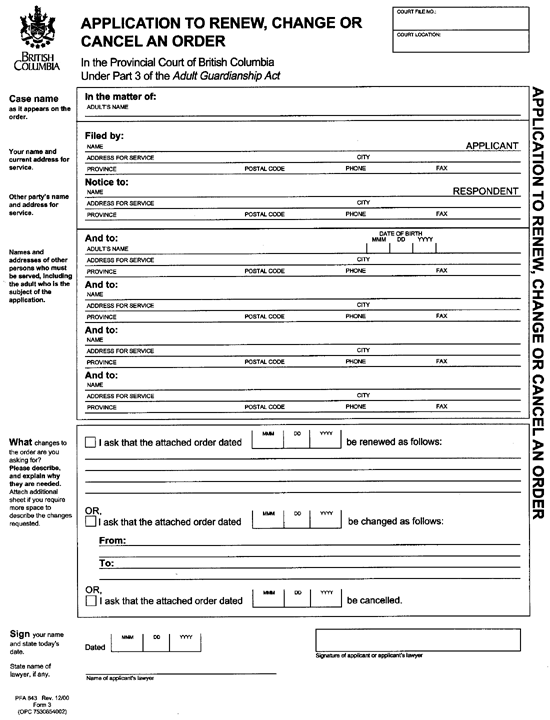 COURT FILE NO.:
COURT LOCATION:
APPLICATION TO RENEW, CHANGE OR
CANCEL AN ORDER
BRITISH
COLUMBIA
In the Provincial Court of British Columbia
Under Part 3 of the Adult Guardianship Act
Case name
as it appears on the
order.
In the matter of:
ADULT'S NAME
Your name and
current address for
service.
Filed by:
NAME APPLICANT
ADDRESS FOR SERVICE CITY
PROVINCE POSTAL CODE PHONE FAX
Other party's name
and address for
service.
Notice to:
NAME RESPONDENT
ADDRESS FOR SERVICE CITY
PROVINCE POSTAL CODE PHONE FAX
Names and
addresses of other
persons who must
be served, including
the adult who is the
subject of the
application.
And to:
DATE OF BIRTH
MMM DD YYYY
ADULT'S NAME
ADDRESS FOR SERVICE CITY
PROVINCE POSTAL CODE PHONE FAX
And to:
NAME
ADDRESS FOR SERVICE CITY
PROVINCE POSTAL CODE PHONE FAX
And to:
NAME
ADDRESS FOR SERVICE CITY
PROVINCE POSTAL CODE PHONE FAX
And to:
NAME
ADDRESS FOR SERVICE CITY
PROVINCE POSTAL CODE PHONE FAX
What changes to
the order are you
asking for?
Please describe,
and explain why
they are needed.
Attach additional
sheet if you require
more space to
describe the changes
requested.
MMM DD YYYY
I ask that the attached order dated be renewed as follows:
OR,
MMM DD YYYY
I ask that the attached order dated be changed as follows:
From:
To:
OR,
MMM DD YYYY
I ask that the attached order dated be cancelled.
Sign your name
and state today's
date.
MMM DD YYYY
Dated
Signature of applicant or applicant's lawyer
State name of
lawyer, if any.
Name of applicant's lawyer
PFA 843 Rev. 12/00
Form 3
(OPC 7530854002)
APPLICATION TO RENEW, CHANGE OR CANCEL AN ORDER